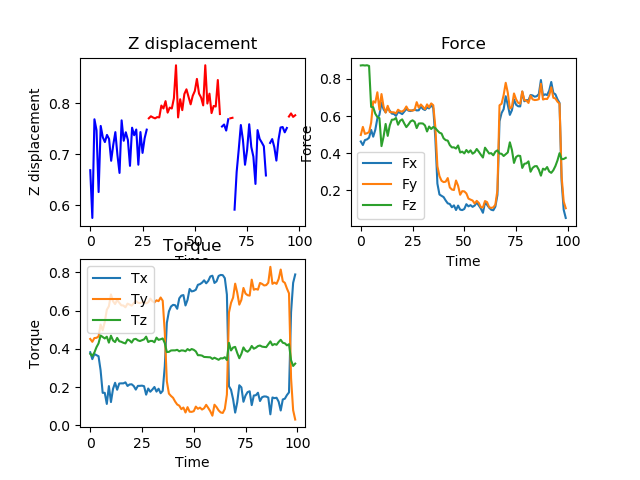 Z displacement
Z displacement
0.8
0.7
0.6
0 25 50 75 100
Time
Force
Force
0.8
0.6
0.4
0.2
Fx
Fy
Fz
0 25 50 75 100
Time
Torque
Torque
0.8
0.6
0.4
0.2
0.0
Tx
Ty
Tz
0 25 50 75 100
Time